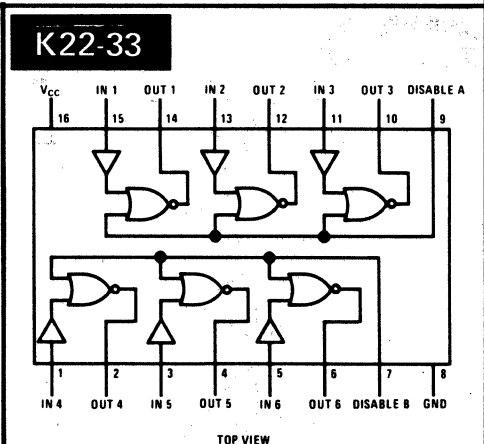 K22-33
VCC IN 1 OUT 1 IN 2 OUT 2 IN 3 OUT 3 DISABLE A
16 15 14 13 12 11 10 9
1 2 3 4 5 6 7 8
IN 4 OUT 4 IN 5 OUT 5 IN 6 OUT 6 DISABLE B GND
TOP VIEW